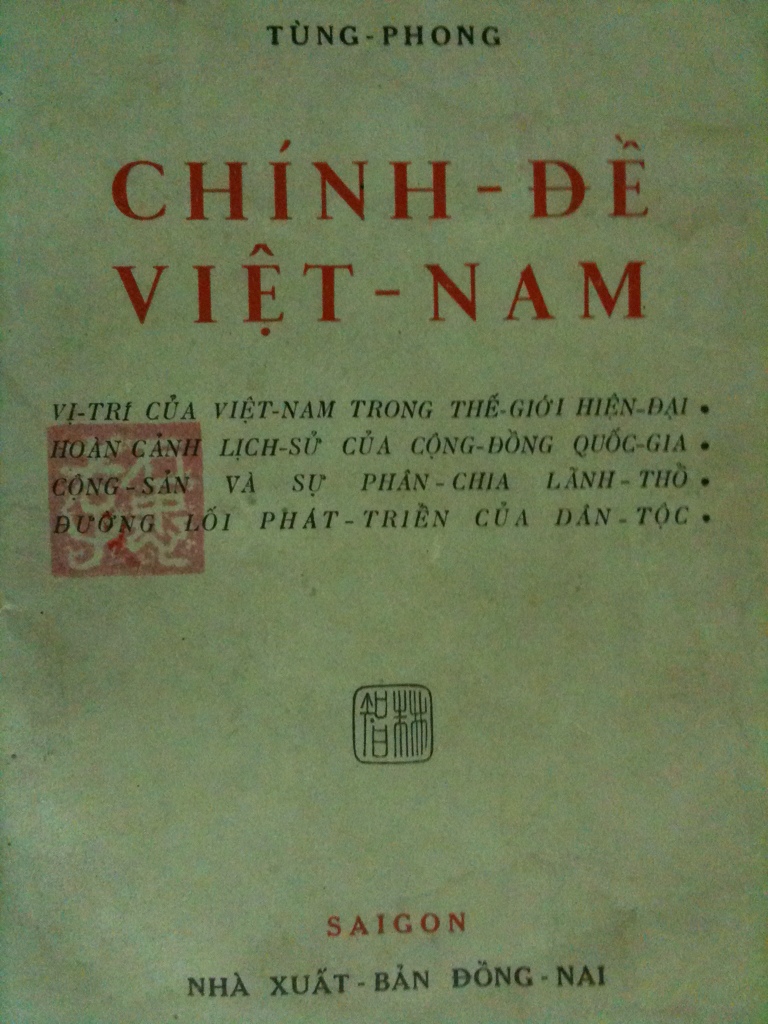 TÙNG-PHONG
CHÍNH-ĐỀ
VIỆT-NAM
VỊ-TRÍ CỦA VIỆT-NAM TRONG THẾ-GIỚI HIỆN-ĐẠI •
HOÀN CẢNH LỊCH-SỬ CỦA CỘNG-ĐỒNG QUỐC-GIA •
CỘNG-SẢN VÀ SỰ PHÂN-CHIA LÃNH-THỔ •
ĐƯỜNG LỐI PHÁT-TRIỂN CỦA DÂN-TỘC •
智林
SAIGON
NHÀ XUẤT-BẢN ĐỒNG-NAI